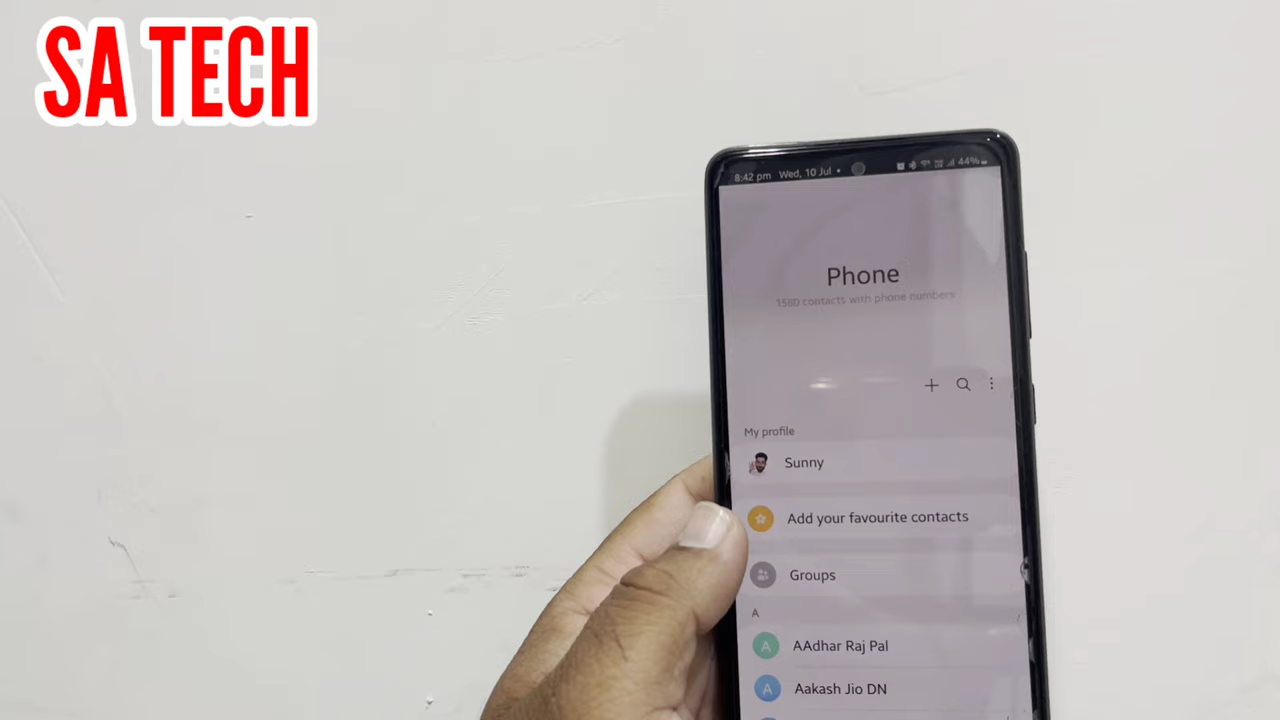 SA TECH
8:42 pm Wed, 10 Jul • 44%
Phone
1580 contacts with phone numbers
My profile
Sunny
Add your favourite contacts
Groups
A
A AAdhar Raj Pal
A Aakash Jio DN